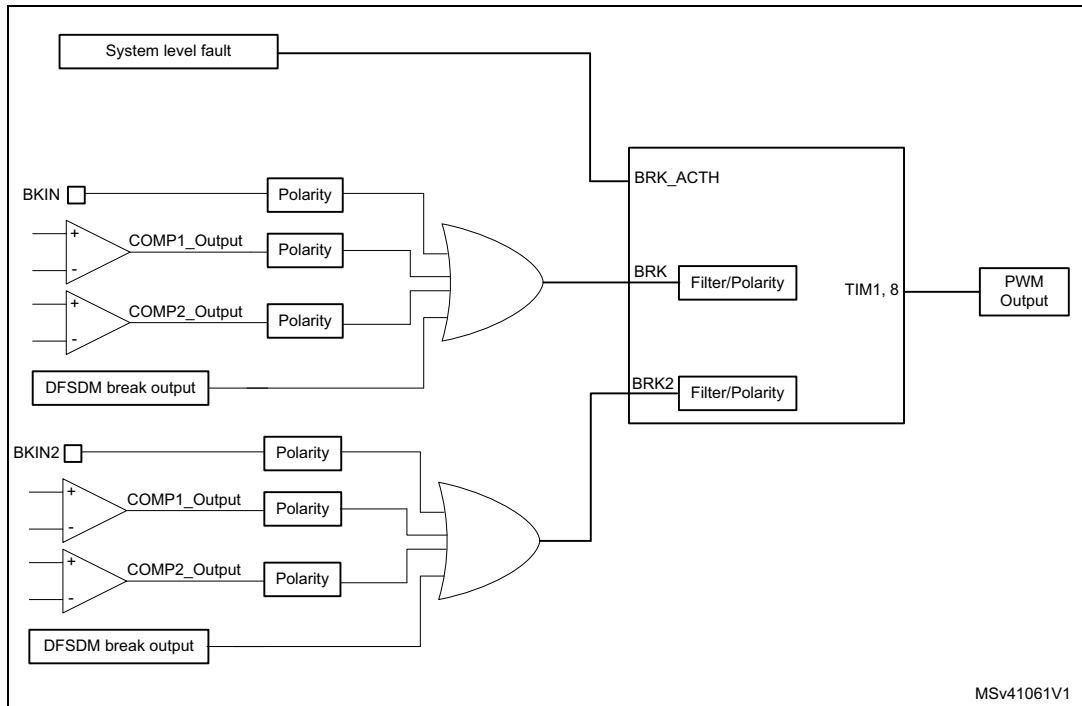 System level fault
BRK_ACTH
BKIN
Polarity
+
-
COMP1_Output
Polarity
BRK
Filter/Polarity
TIM1, 8
PWM
Output
+
-
COMP2_Output
Polarity
DFSDM break output
BRK2
Filter/Polarity
BKIN2
Polarity
+
-
COMP1_Output
Polarity
+
-
COMP2_Output
Polarity
DFSDM break output
MSv41061V1